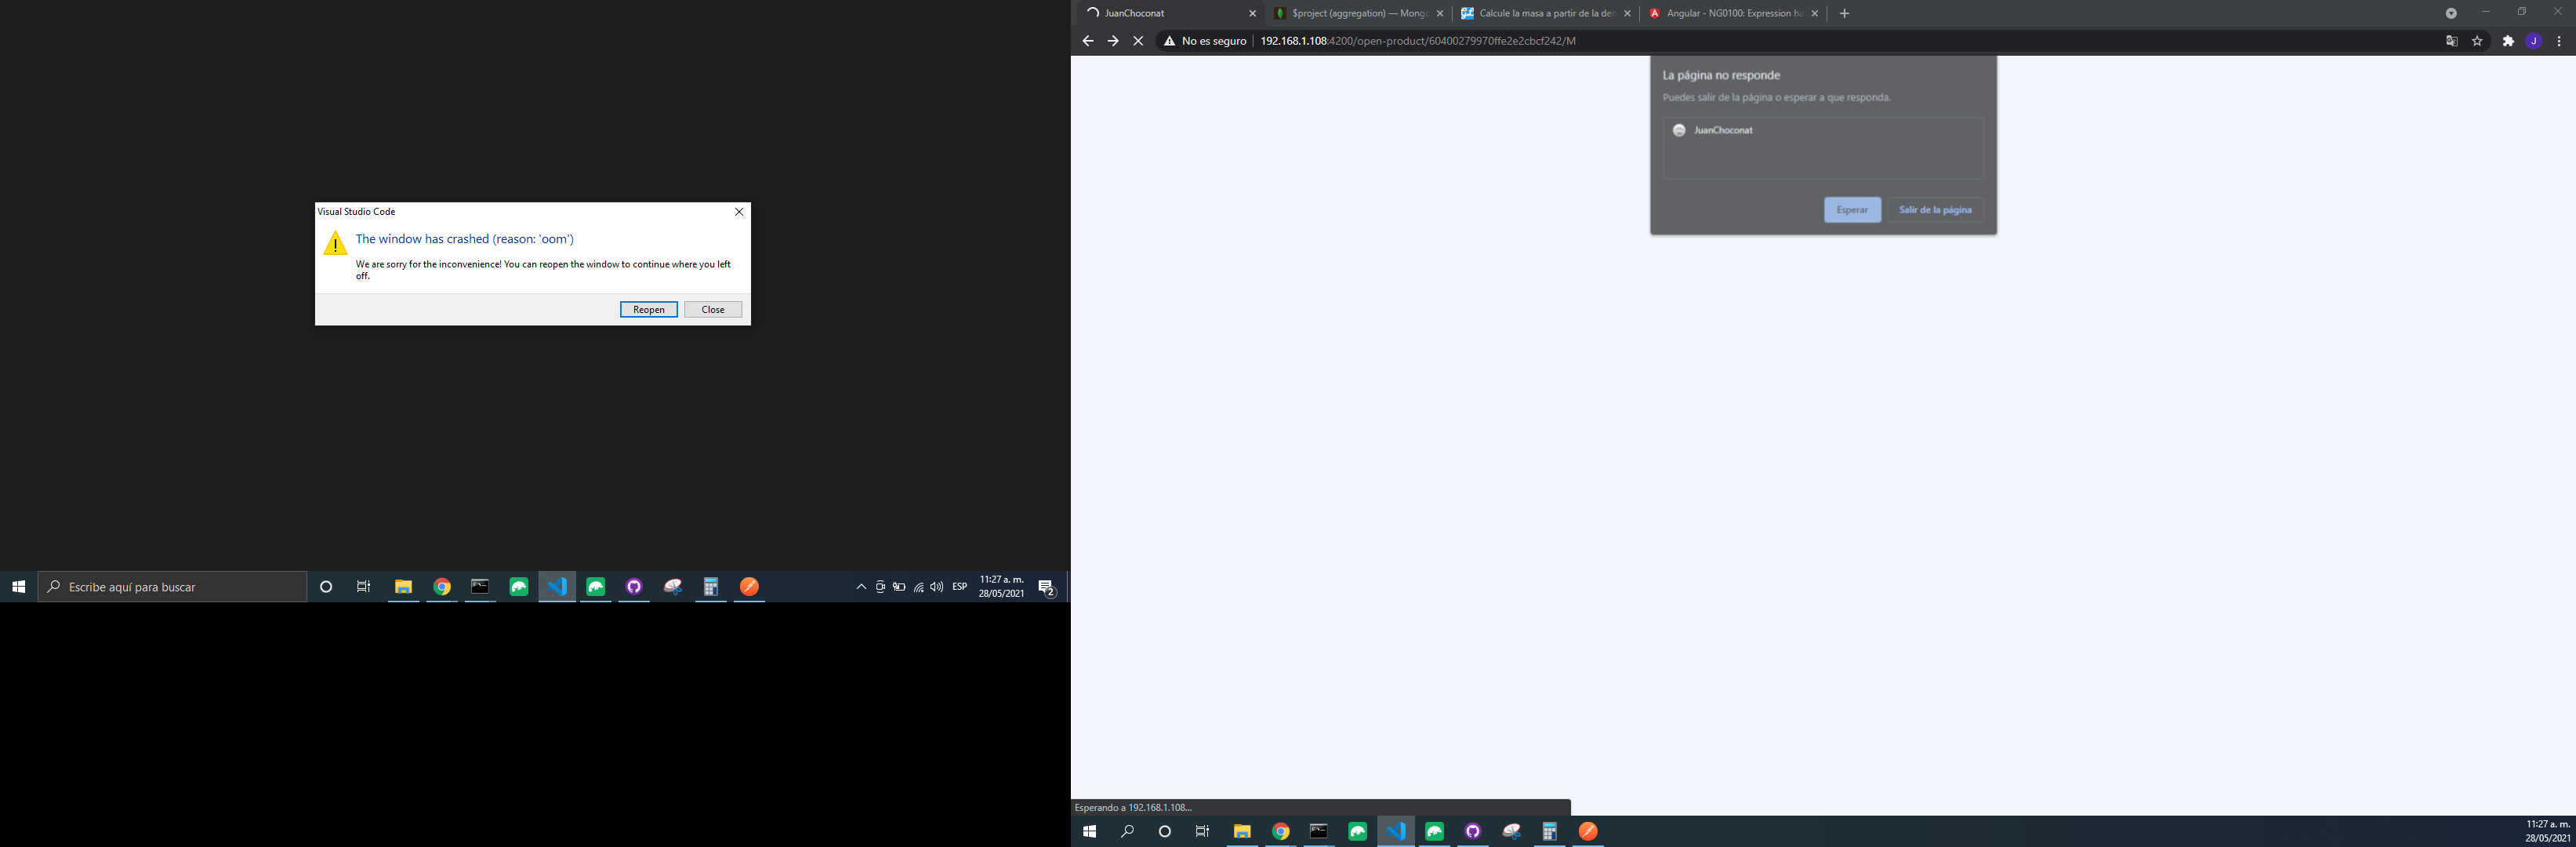 Visual Studio Code
The window has crashed (reason: 'oom')
We are sorry for the inconvenience! You can reopen the window to continue where you left
off.
Reopen
Close
Escribe aquí para buscar
ESP
11:27 a. m.
28/05/2021
2
JuanChoconat
$project (aggregation) — Mongo
Calcule la masa a partir de la den
Angular - NG0100: Expression ha
No es seguro
192.168.1.108:4200/open-product/60400279970ffe2e2cbcf242/M
J
La página no responde
Puedes salir de la página o esperar a que responda.
JuanChoconat
Esperar
Salir de la página
Esperando a 192.168.1.108...
11:27 a. m.
28/05/2021